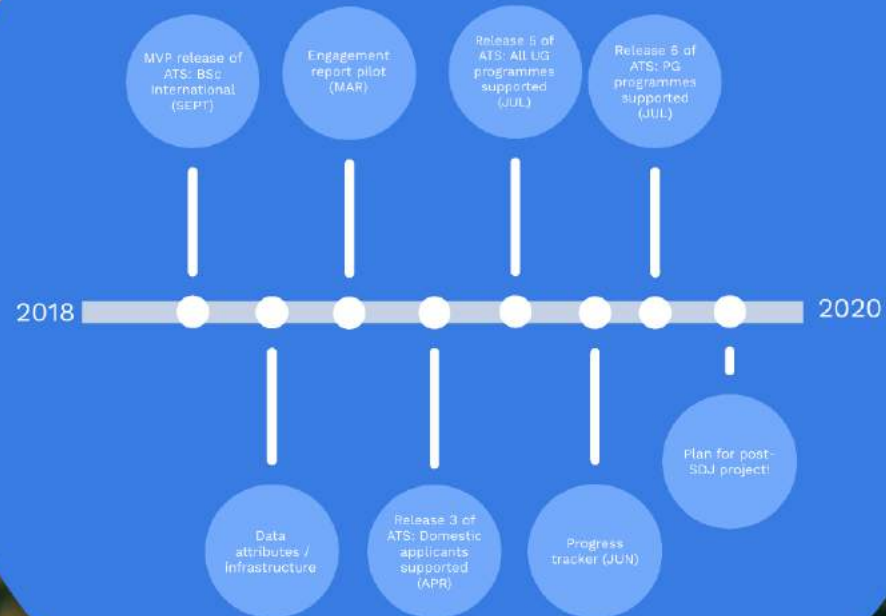 MVP release of
ATS: BSc
International
(SEPT)
Engagement
report pilot
(MAR)
Release 5 of
ATS: All UG
programmes
supported
(JUL)
Release 6 of
ATS: PG
programmes
supported
(JUL)
2018
2020
Data
attributes /
infrastructure
Release 3 of
ATS: Domestic
applicants
supported
(APR)
Progress
tracker (JUN)
Plan for post-
SDJ project!